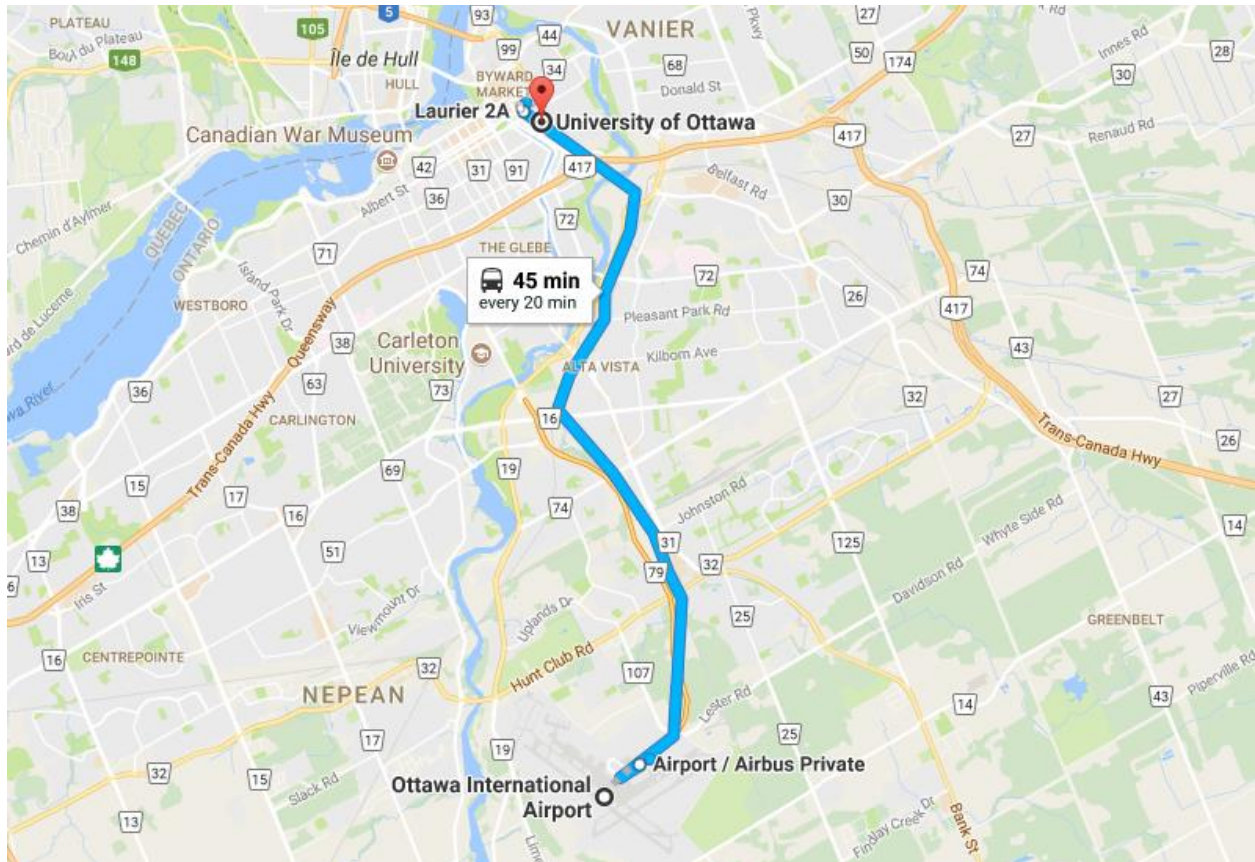 PLATEAU
Boul du Plateau
148
105
5
Île de Hull
HULL
93
44
99
34
BYWARD
MARKET
VANIER
68
Donald St
Pkwy
27
50
174
Innes Rd
28
30
Laurier 2A
University of Ottawa
Canadian War Museum
42
31
91
417
417
27
Renaud Rd
Albert St
36
Belfast Rd
30
Chemin d'Aylmer
QUEBEC
ONTARIO
71
72
THE GLEBE
45 min
every 20 min
72
74
26
417
Island Park Dr
WESTBORO
Pleasant Park Rd
38
Queensway
Carleton
University
Kilborn Ave
43
ALTA VISTA
36
63
73
32
27
16
CARLINGTON
Trans-Canada Hwy
Trans-Canada Hwy
26
69
19
15
17
38
16
74
Johnston Rd
14
Whyte Side Rd
13
51
31
125
32
79
Iris St
Viewmount Dr
Uplands Dr
Davidson Rd
25
GREENBELT
16
CENTREPOINTE
32
Hunt Club Rd
107
NEPEAN
Lester Rd
14
43
Piperville Rd
17
19
25
Airport / Airbus Private
32
15
Slack Rd
Ottawa International
Airport
13
Findlay Creek Dr
Bank St